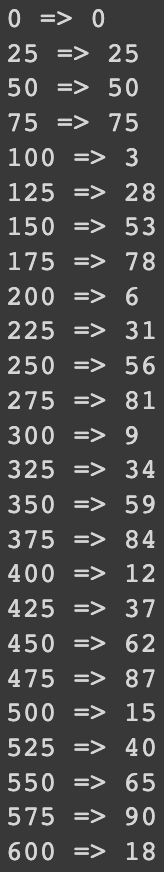 0 => 0
25 => 25
50 => 50
75 => 75
100 => 3
125 => 28
150 => 53
175 => 78
200 => 6
225 => 31
250 => 56
275 => 81
300 => 9
325 => 34
350 => 59
375 => 84
400 => 12
425 => 37
450 => 62
475 => 87
500 => 15
525 => 40
550 => 65
575 => 90
600 => 18